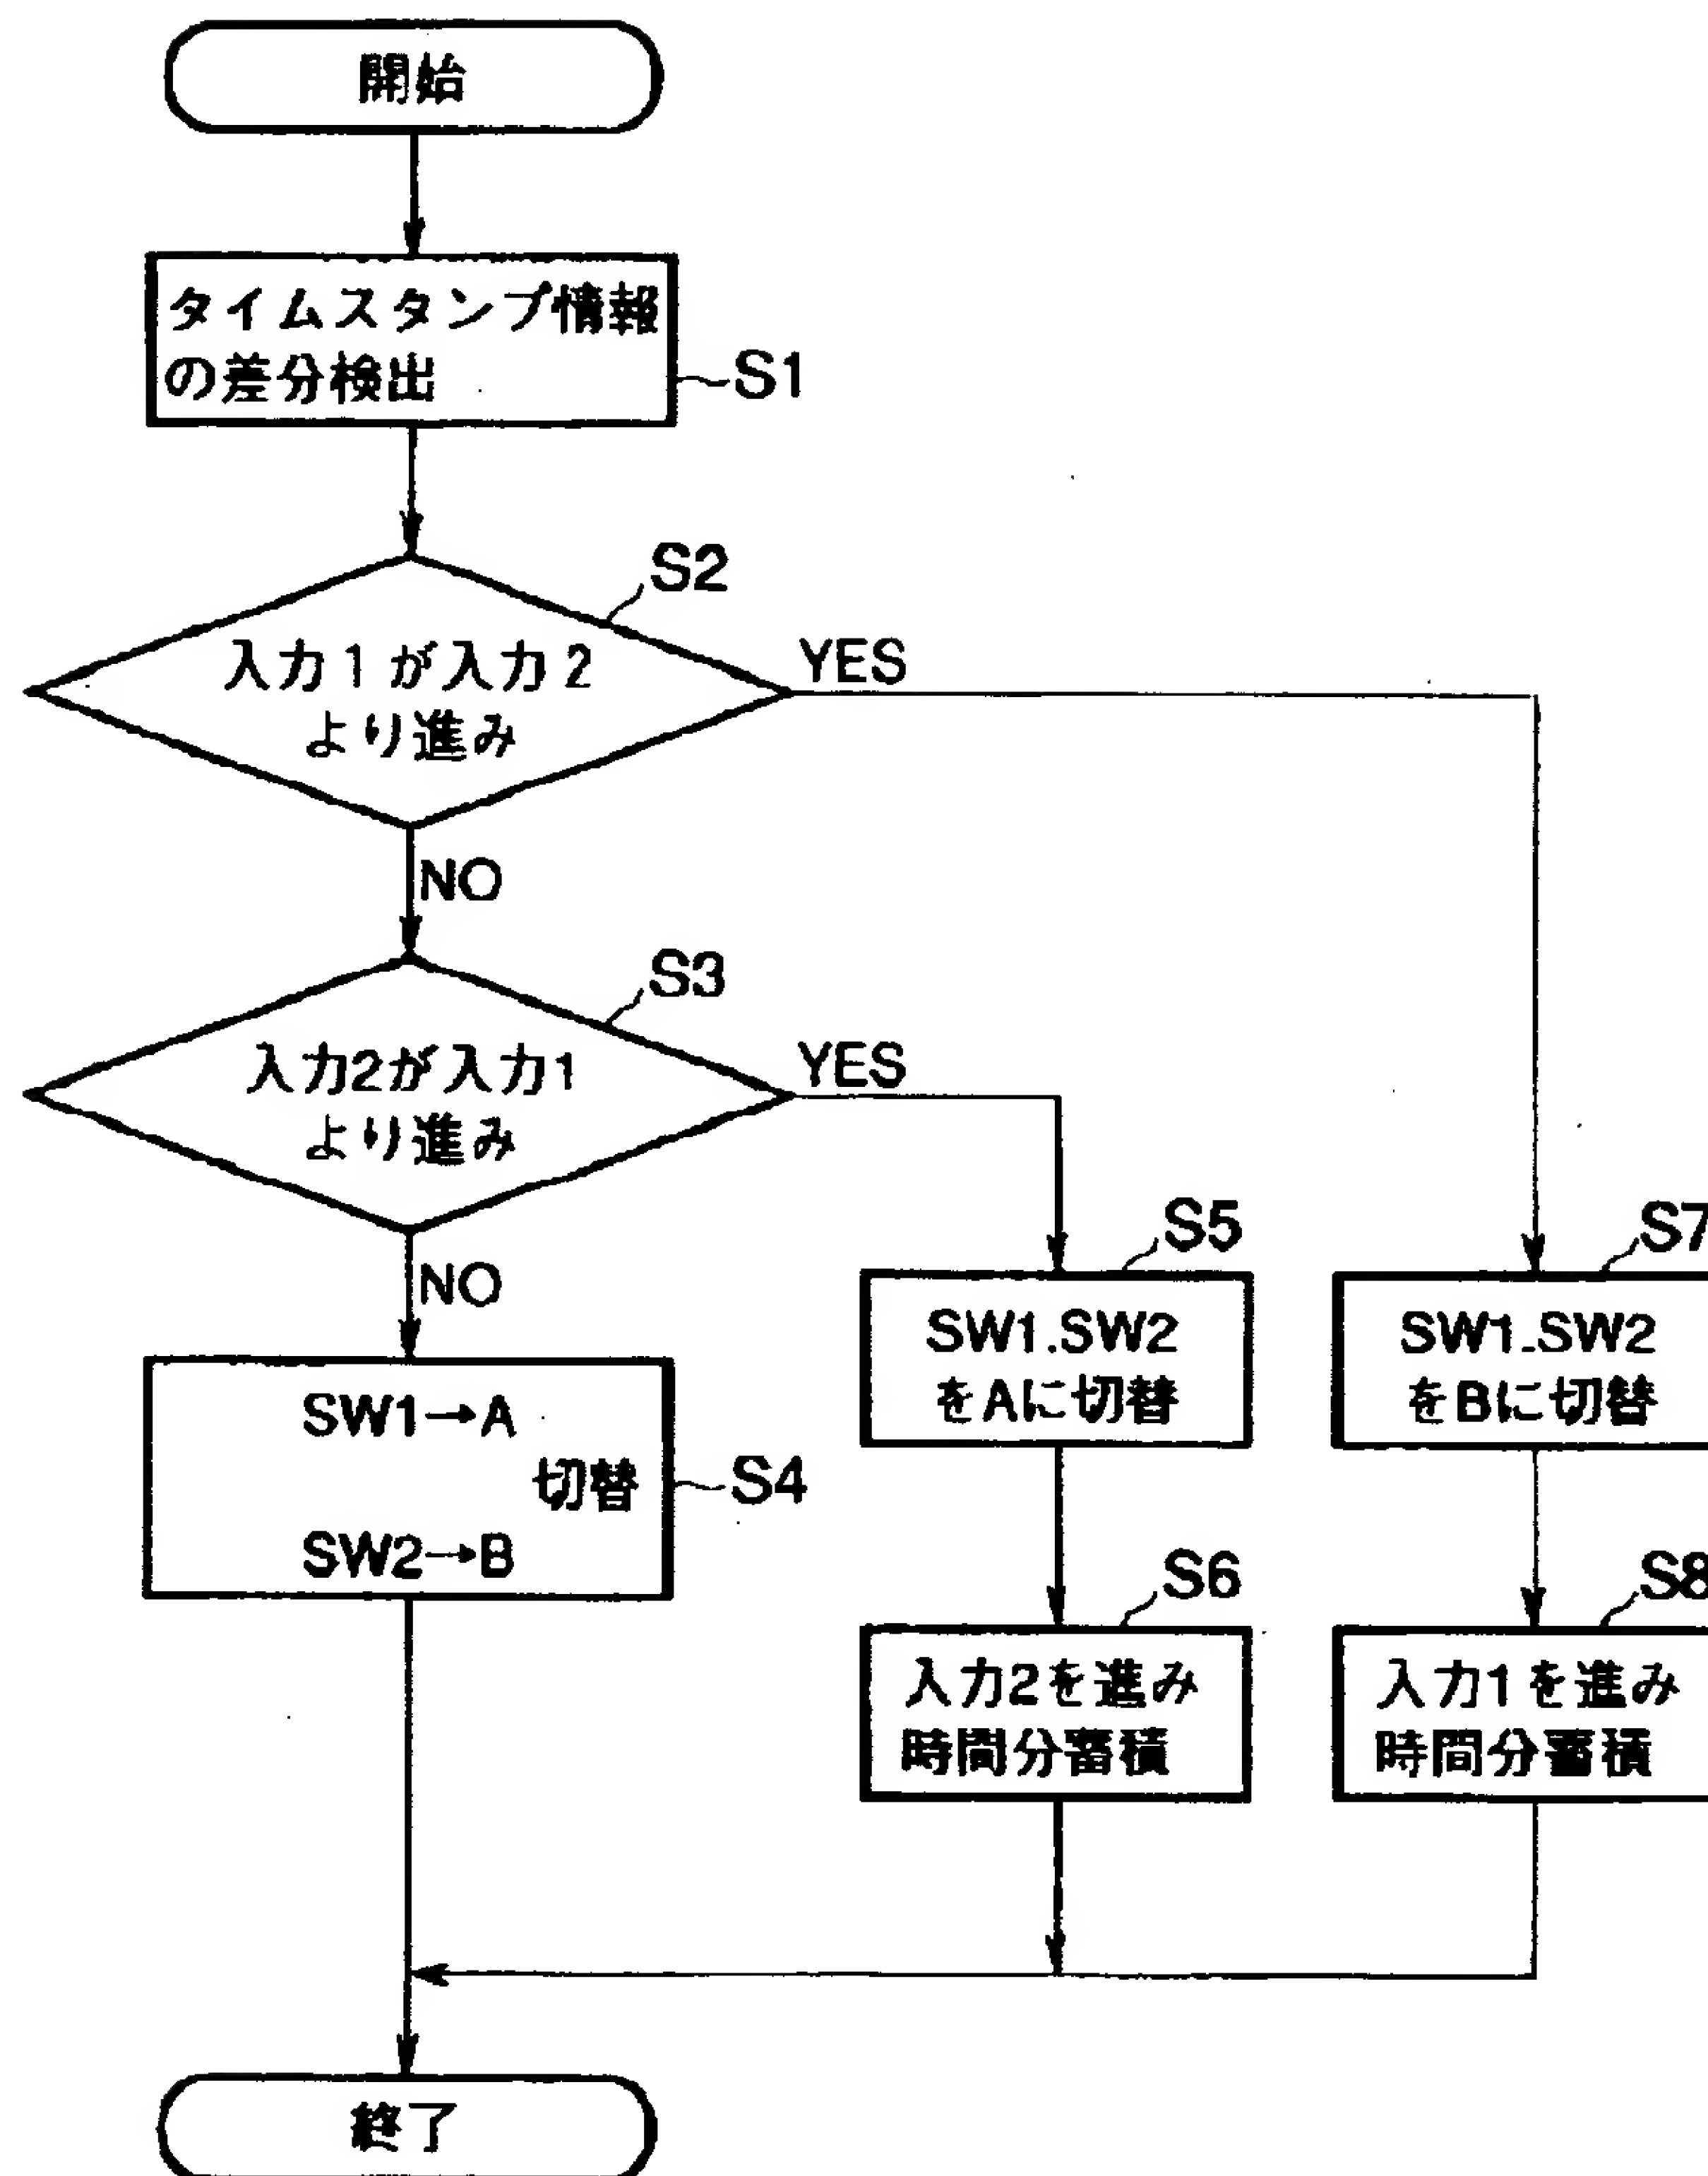 開始
タイムスタンプ情報
の差分検出
S1
S2
入力1が入力2
より進み
YES
NO
S3
入力2が入力1
より進み
YES
NO
SW1→A
切替
SW2→B
S4
S5
SW1.SW2
をAに切替
S6
入力2を進み
時間分蓄積
S7
SW1.SW2
をBに切替
S8
入力1を進み
時間分蓄積
終了